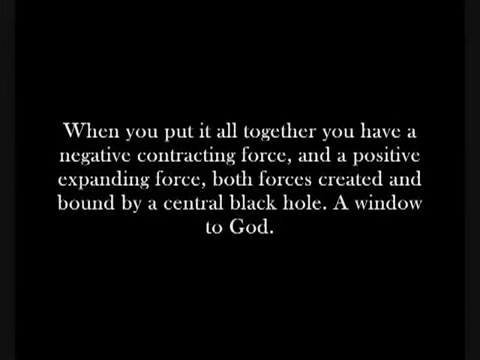 When you put it all together you have a
negative contracting force, and a positive
expanding force, both forces created and
bound by a central black hole. A window
to God.